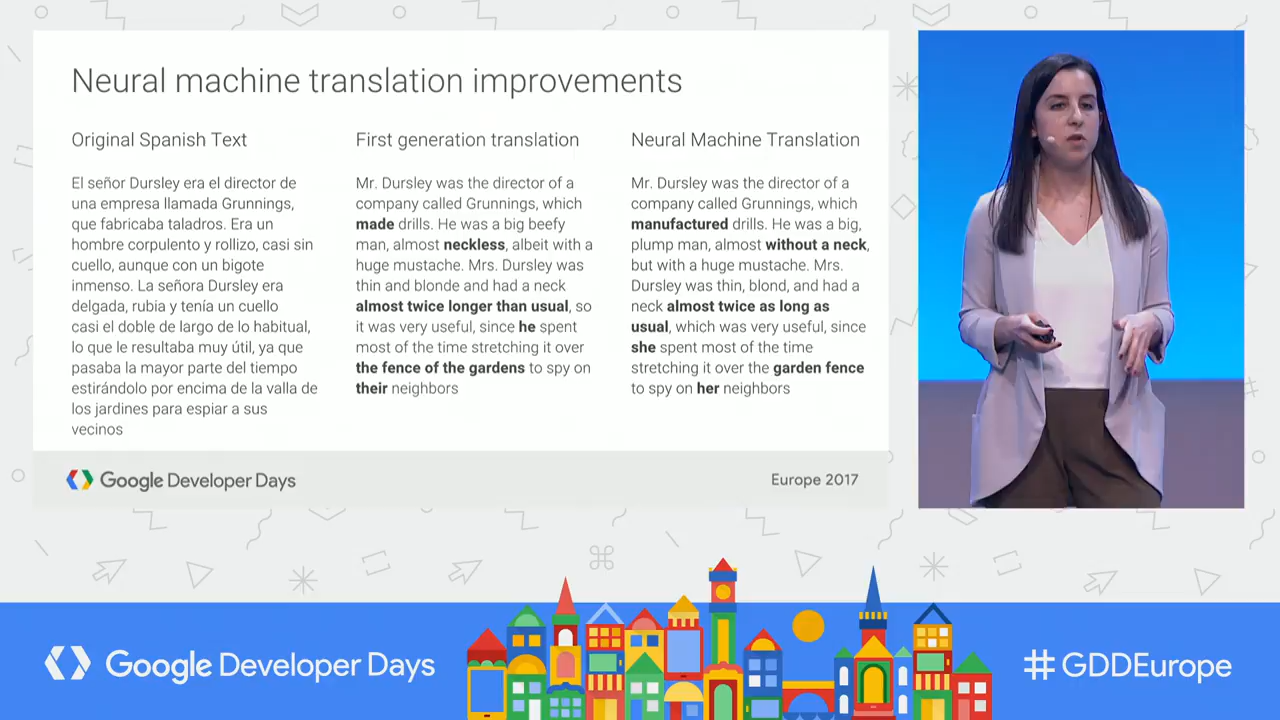 Neural machine translation improvements
Original Spanish Text
El señor Dursley era el director de
una empresa llamada Grunnings,
que fabricaba taladros. Era un
hombre corpulento y rollizo, casi sin
cuello, aunque con un bigote
inmenso. La señora Dursley era
delgada, rubia y tenía un cuello
casi el doble de largo de lo habitual,
lo que le resultaba muy útil, ya que
pasaba la mayor parte del tiempo
estirándolo por encima de la valla de
los jardines para espiar a sus
vecinos
First generation translation
Mr. Dursley was the director of a
company called Grunnings, which
made drills. He was a big beefy
man, almost neckless, albeit with a
huge mustache. Mrs. Dursley was
thin and blonde and had a neck
almost twice longer than usual, so
it was very useful, since he spent
most of the time stretching it over
the fence of the gardens to spy on
their neighbors
Neural Machine Translation
Mr. Dursley was the director of a
company called Grunnings, which
manufactured drills. He was a big,
plump man, almost without a neck,
but with a huge mustache. Mrs.
Dursley was thin, blond, and had a
neck almost twice as long as
usual, which was very useful, since
she spent most of the time
stretching it over the garden fence
to spy on her neighbors
Google Developer Days
Europe 2017
Google Developer Days
#GDDEurope